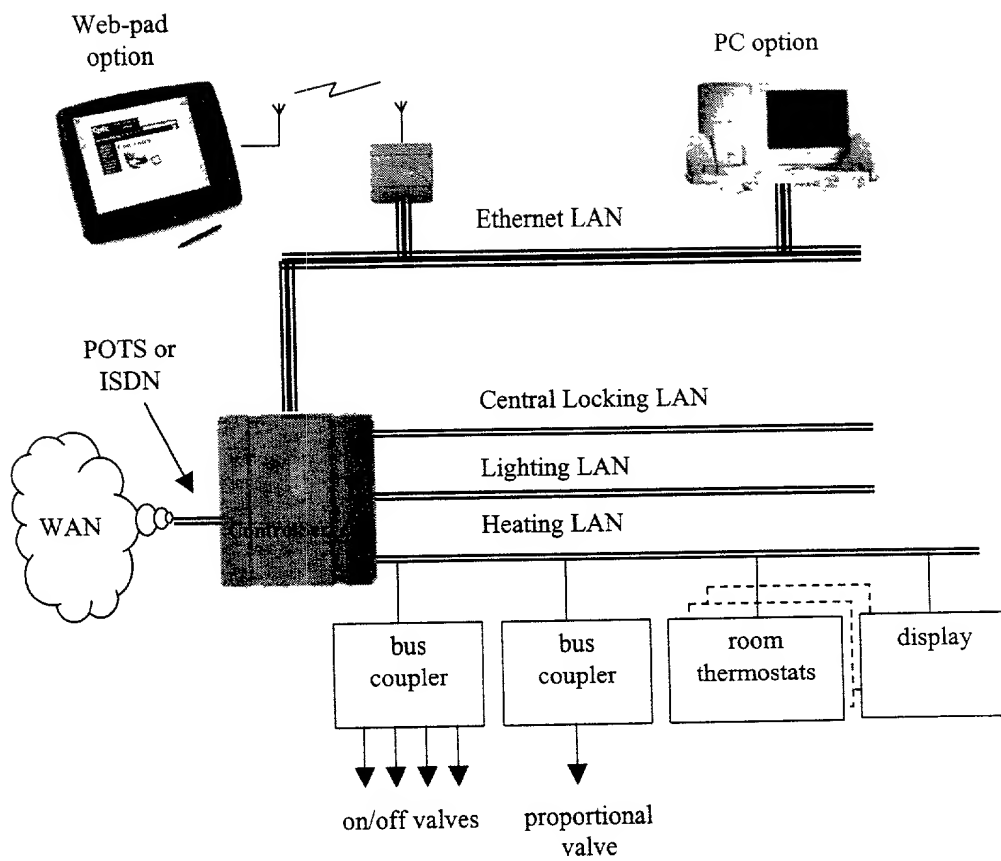 Web-pad
option
PC option
Ethernet LAN
POTS or
ISDN
Central Locking LAN
Lighting LAN
Heating LAN
WAN
bus
coupler
bus
coupler
room
thermostats
display
on/off valves
proportional
valve